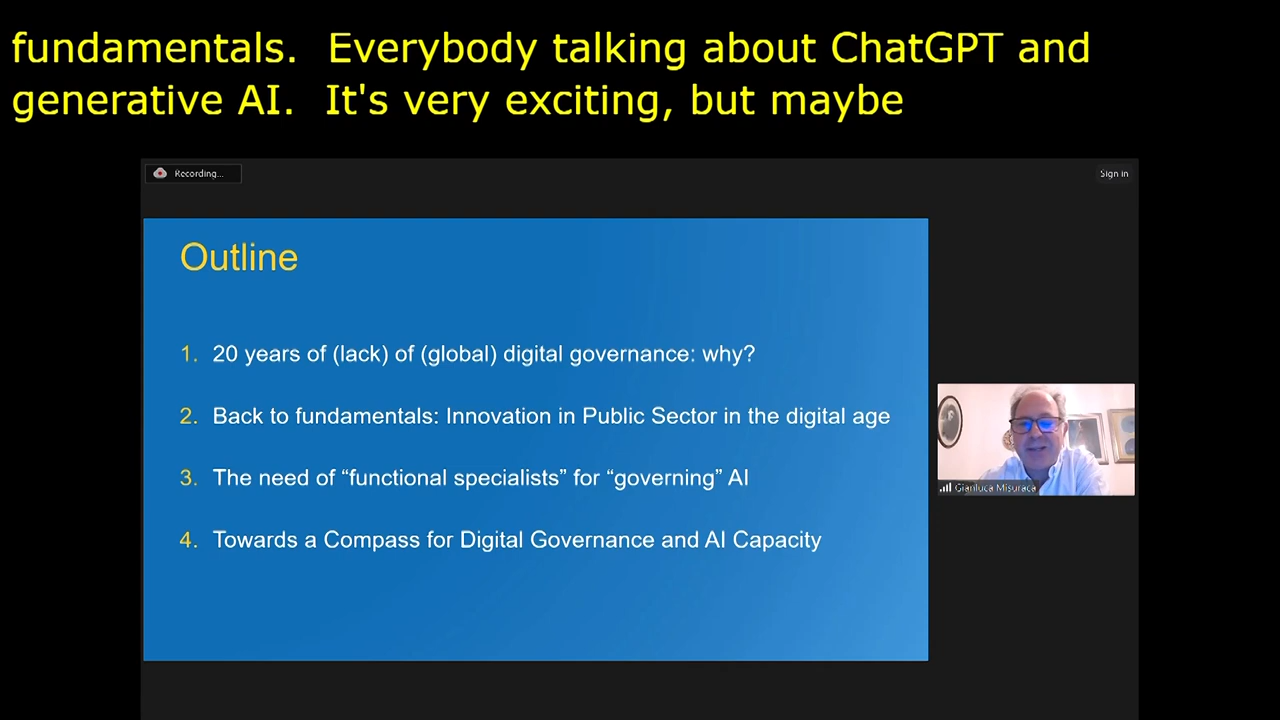 fundamentals. Everybody talking about ChatGPT and
generative AI. It's very exciting, but maybe
Recording...
Sign in
Outline
1. 20 years of (lack) of (global) digital governance: why?
2. Back to fundamentals: Innovation in Public Sector in the digital age
3. The need of “functional specialists” for “governing” AI
4. Towards a Compass for Digital Governance and AI Capacity
Gianluca Misuraca